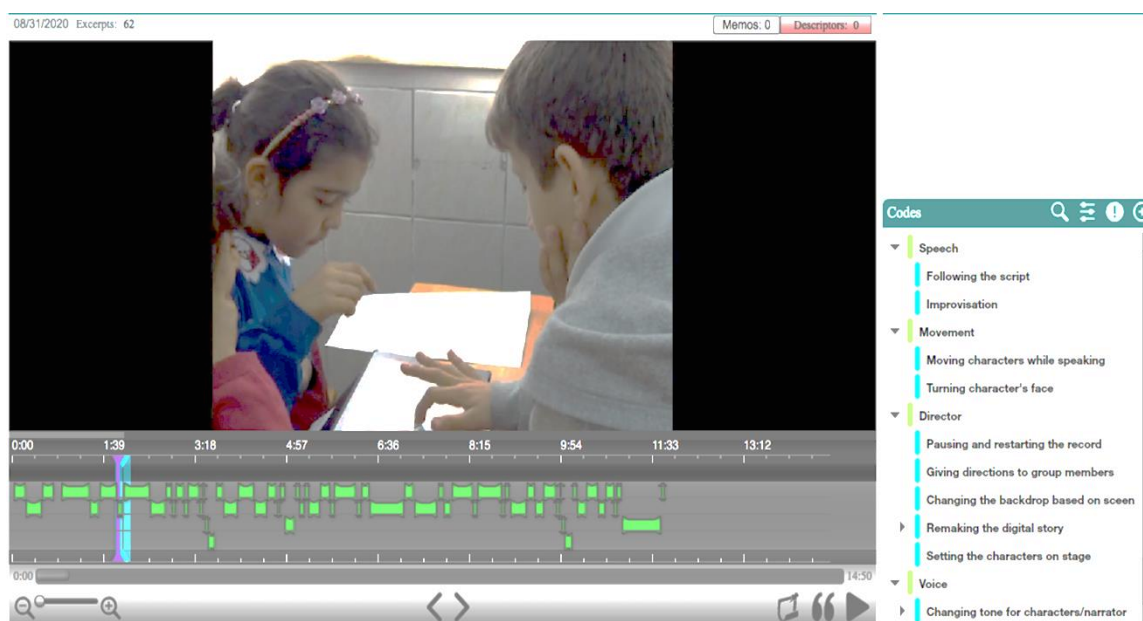 08/31/2020 Excerpts: 62 Memos: 0 Descriptors: 0
0:00 1:39 3:18 4:57 6:36 8:15 9:54 11:33 13:12
0:00 14:50
Codes
Speech
Following the script
Improvisation
Movement
Moving characters while speaking
Turning character's face
Director
Pausing and restarting the record
Giving directions to group members
Changing the backdrop based on sceen
Remaking the digital story
Setting the characters on stage
Voice
Changing tone for characters/narrator